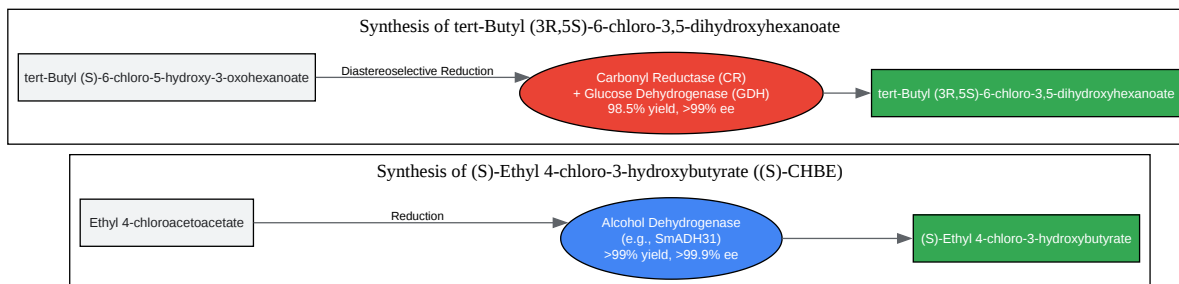 Synthesis of tert-Butyl (3R,5S)-6-chloro-3,5-dihydroxyhexanoate
tert-Butyl (S)-6-chloro-5-hydroxy-3-oxohexanoate
Diastereoselective Reduction
Carbonyl Reductase (CR)
+ Glucose Dehydrogenase (GDH)
98.5% yield, >99% ee
tert-Butyl (3R,5S)-6-chloro-3,5-dihydroxyhexanoate
Synthesis of (S)-Ethyl 4-chloro-3-hydroxybutyrate ((S)-CHBE)
Ethyl 4-chloroacetoacetate
Reduction
Alcohol Dehydrogenase
(e.g., SmADH31)
>99% yield, >99.9% ee
(S)-Ethyl 4-chloro-3-hydroxybutyrate